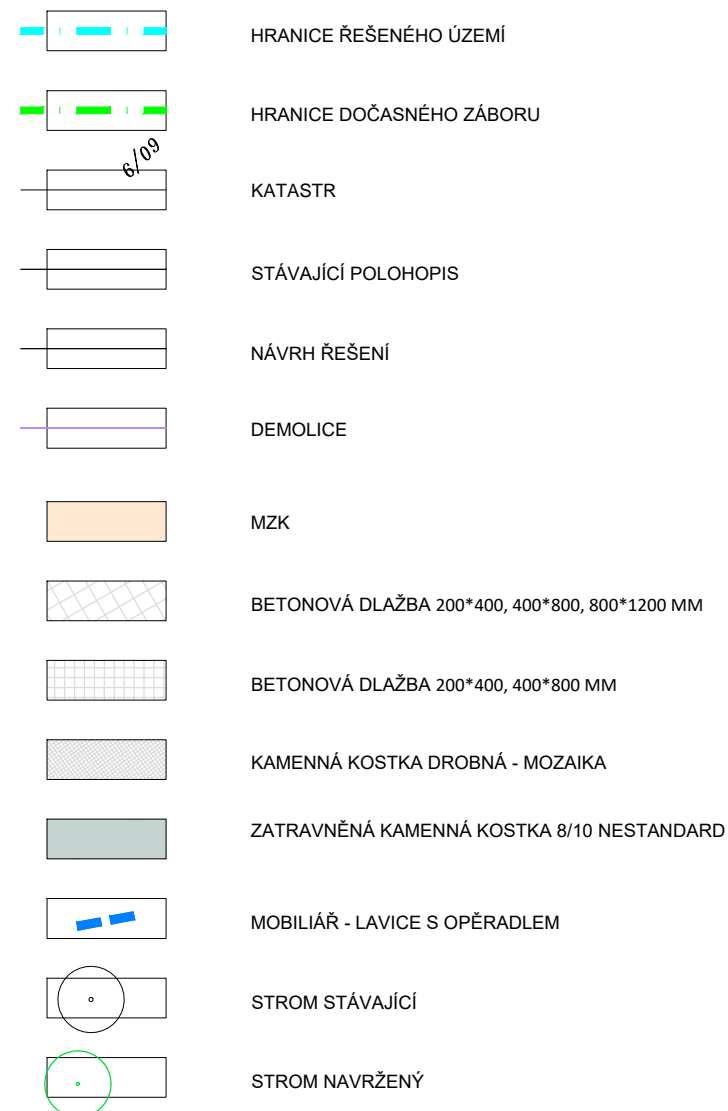 HRANICE ŘEŠENÉHO ÚZEMÍ
HRANICE DOČASNÉHO ZÁBORU
6/09
KATASTR
STÁVAJÍCÍ POLOHOPIS
NÁVRH ŘEŠENÍ
DEMOLICE
MZK
BETONOVÁ DLAŽBA 200*400, 400*800, 800*1200 MM
BETONOVÁ DLAŽBA 200*400, 400*800 MM
KAMENNÁ KOSTKA DROBNÁ - MOZAIKA
ZATRAVNĚNÁ KAMENNÁ KOSTKA 8/10 NESTANDARD
MOBILIÁŘ - LAVICE S OPĚRADLEM
STROM STÁVAJÍCÍ
STROM NAVRŽENÝ